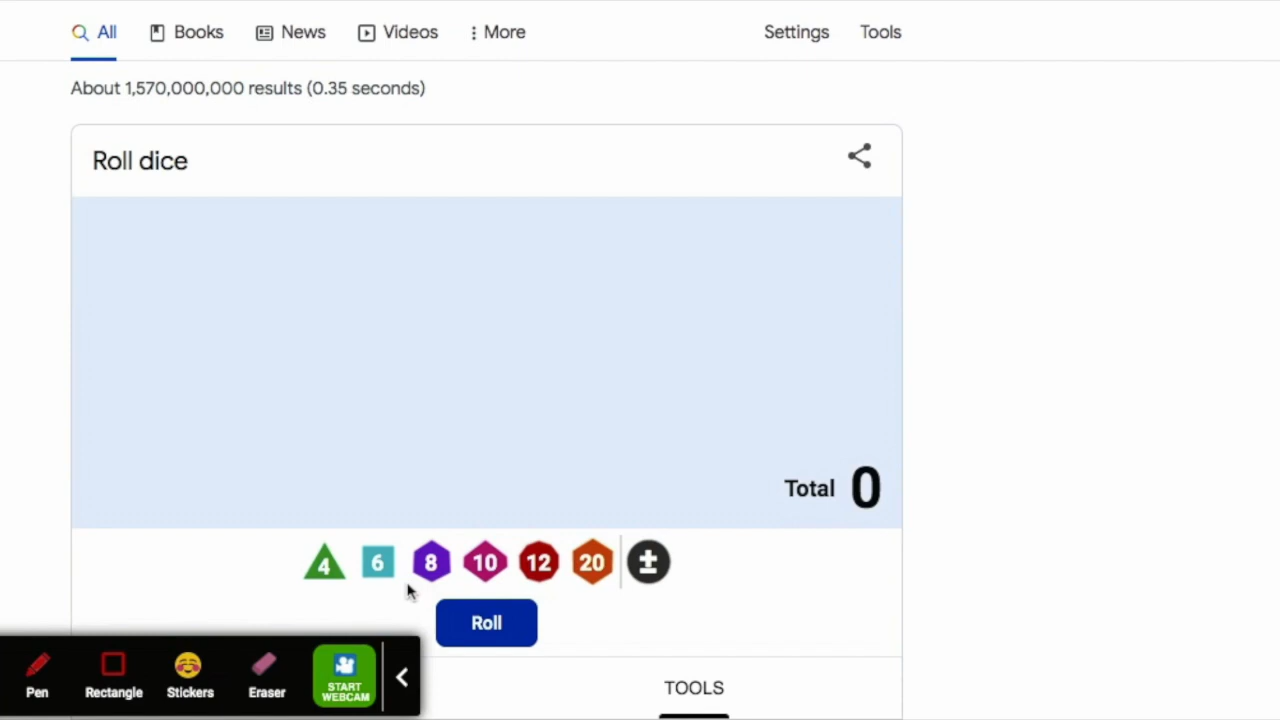 All Books News Videos More Settings Tools
About 1,570,000,000 results (0.35 seconds)
Roll dice
Total 0
4 6 8 10 12 20 ±
Roll
Pen Rectangle Stickers Eraser START WEBCAM
TOOLS